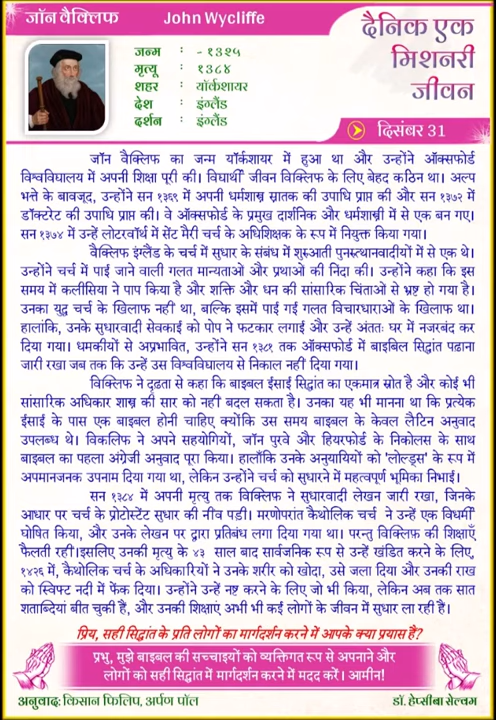 जॉन वैक्लिफ
John Wycliffe
दैनिक एक
मिशनरी
जीवन
जन्म : - १३२५
मृत्यू : १३८४
शहर : यॉर्कशायर
देश : इंग्लैंड
दर्शन : इंग्लैंड
दिसंबर 31
जॉन वैक्लिफ का जन्म यॉर्कशायर में हुआ था और उन्होंने ऑक्सफोर्ड
विश्वविद्यालय में अपनी शिक्षा पूरी की। विद्यार्थी जीवन विक्लिफ के लिए बेहद कठिन था। अल्प
भत्ते के बावजूद, उन्होंने सन १३६९ में अपनी धर्मशास्त्र स्नातक की उपाधि प्राप्त की और सन १३७२ में
डॉक्टरेट की उपाधि प्राप्त की। वे ऑक्सफोर्ड के प्रमुख दार्शनिक और धर्मशास्त्री में से एक बन गए।
सन १३७४ में उन्हें लोटरवॉर्थ में सेंट मैरी चर्च के अधिशिक्षक के रूप में नियुक्त किया गया।
वैक्लिफ इंग्लैंड के चर्च में सुधार के संबंध में शुरुआती पुनरुत्थानवादीयों में से एक थे।
उन्होंने चर्च में पाई जाने वाली गलत मान्यताओं और प्रथाओं की निंदा की। उन्होंने कहा कि इस
समय में कलीसिया ने पाप किया है और शक्ति और धन की सांसारिक चिंताओं से भ्रष्ट हो गया है।
उनका युद्व चर्च के खिलाफ नहीं था, बल्कि इसमें पाई गई गलत विचारधाराओं के खिलाफ था।
हालांकि, उनके सुधारवादी सेवकाई को पोप ने फटकार लगाई और उन्हें अंततः घर में नजरबंद कर
दिया गया। धमकीयों से अप्रभावित, उन्होंने सन १३८१ तक ऑक्सफोर्ड में बाइबिल सिद्वांत पढाना
जारी रखा जब तक कि उन्हें उस विश्वविद्यालय से निकाल नहीं दिया गया।
विक्लिफ ने दृढता से कहा कि बाइबल ईसाई सिद्वांत का एकमात्र स्रोत है और कोई भी
सांसारिक अधिकार शास्त्र की सार को नहीं बदल सकता है। उनका यह भी मानना था कि प्रत्येक
ईसाई के पास एक बाइबल होनी चाहिए क्योंकि उस समय बाइबल के केवल लैटिन अनुवाद
उपलब्ध थे। विकलिफ ने अपने सहयोगियों, जॉन पुरवे और हियरफोर्ड के निकोलस के साथ
बाइबल का पहला अंग्रेजी अनुवाद पूरा किया। हालाँकि उनके अनुयायियों को 'लोल्ड्स' के रूप में
अपमानजनक उपनाम दिया गया था, लेकिन उन्होंने चर्च को सुधारने में महत्वपूर्ण भूमिका निभाई।
सन १३८४ में अपनी मृत्यु तक विक्लिफ ने सुधारवादी लेखन जारी रखा, जिनके
आधार पर चर्च के प्रोटोस्टेंट सुधार की नीव पड़ी। मरणोपरांत कैथोलिक चर्च ने उन्हें एक विधर्मी
घोषित किया, और उनके लेखन पर द्वारा प्रतिबंध लगा दिया गया था। परन्तु विक्लिफ़ की शिक्षाएँ
फैलती रहीं।इसलिए उनकी मृत्यु के ४३ साल बाद सार्वजनिक रूप से उन्हें खंडित करने के लिए,
१४२६ में, कैथोलिक चर्च के अधिकारियों ने उनके शरीर को खोदा, उसे जला दिया और उनकी राख
को स्विफ्ट नदी में फेंक दिया। उन्होंने उन्हें नष्ट करने के लिए जो भी किया, लेकिन अब तक सात
शताब्दियां बीत चुकी हैं, और उनकी शिक्षाएं अभी भी कई लोगों के जीवन में सुधार ला रही हैं।
प्रिय, सही सिद्वांत के प्रति लोगों का मार्गदर्शन करने में आपके क्या प्रयास हैं?
प्रभु, मुझे बाइबल की सच्चाइयों को व्यक्तिगत रूप से अपनाने और
लोगों को सही सिद्वांत में मार्गदर्शन करने में मदद करें। आमीन!
अनुवाद: किसान फिलिप, अर्पण पॉल
डॉ. हेप्सीबा सेल्वम